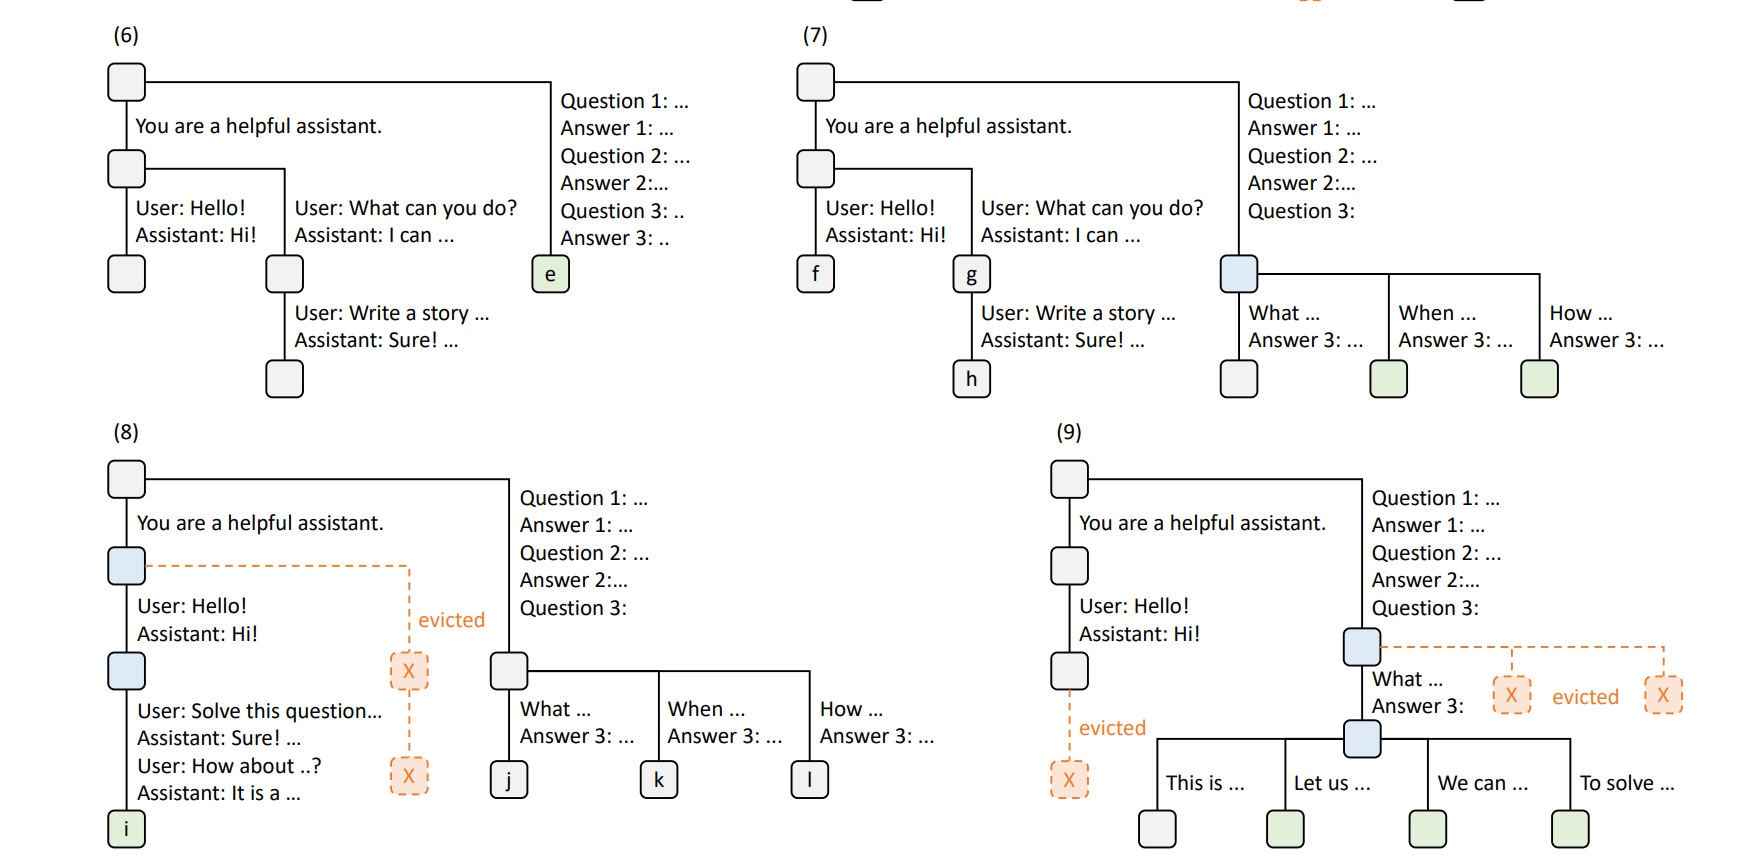 (6)
You are a helpful assistant.
Question 1: ...
Answer 1: ...
Question 2: ...
Answer 2:...
Question 3: ..
Answer 3: ..
User: Hello!
Assistant: Hi!
User: What can you do?
Assistant: I can ...
e
User: Write a story ...
Assistant: Sure! ...
(7)
You are a helpful assistant.
Question 1: ...
Answer 1: ...
Question 2: ...
Answer 2:...
Question 3:
User: Hello!
Assistant: Hi!
User: What can you do?
Assistant: I can ...
f
g
User: Write a story ...
Assistant: Sure! ...
h
What ...
Answer 3: ...
When ...
Answer 3: ...
How ...
Answer 3: ...
(8)
You are a helpful assistant.
User: Hello!
Assistant: Hi!
User: Solve this question...
Assistant: Sure! ...
User: How about ..?
Assistant: It is a ...
i
evicted
X
X
Question 1: ...
Answer 1: ...
Question 2: ...
Answer 2:...
Question 3:
What ...
Answer 3: ...
When ...
Answer 3: ...
How ...
Answer 3: ...
j
k
l
(9)
You are a helpful assistant.
User: Hello!
Assistant: Hi!
evicted
X
Question 1: ...
Answer 1: ...
Question 2: ...
Answer 2:...
Question 3:
What ...
Answer 3:
X
evicted
X
This is ...
Let us ...
We can ...
To solve ...